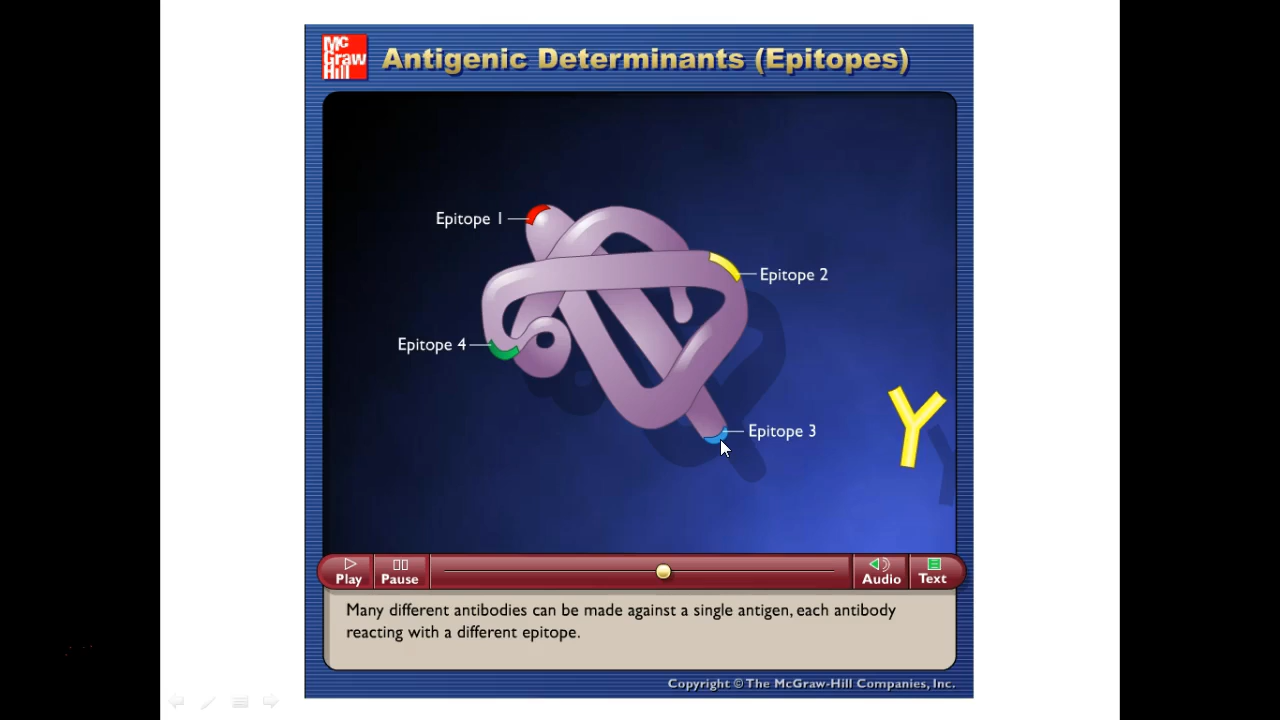 Mc
Graw
Hill
Antigenic Determinants (Epitopes)
Epitope 1
Epitope 2
Epitope 4
Epitope 3
Play
Pause
Audio
Text
Many different antibodies can be made against a single antigen, each antibody
reacting with a different epitope.
Copyright © The McGraw-Hill Companies, Inc.